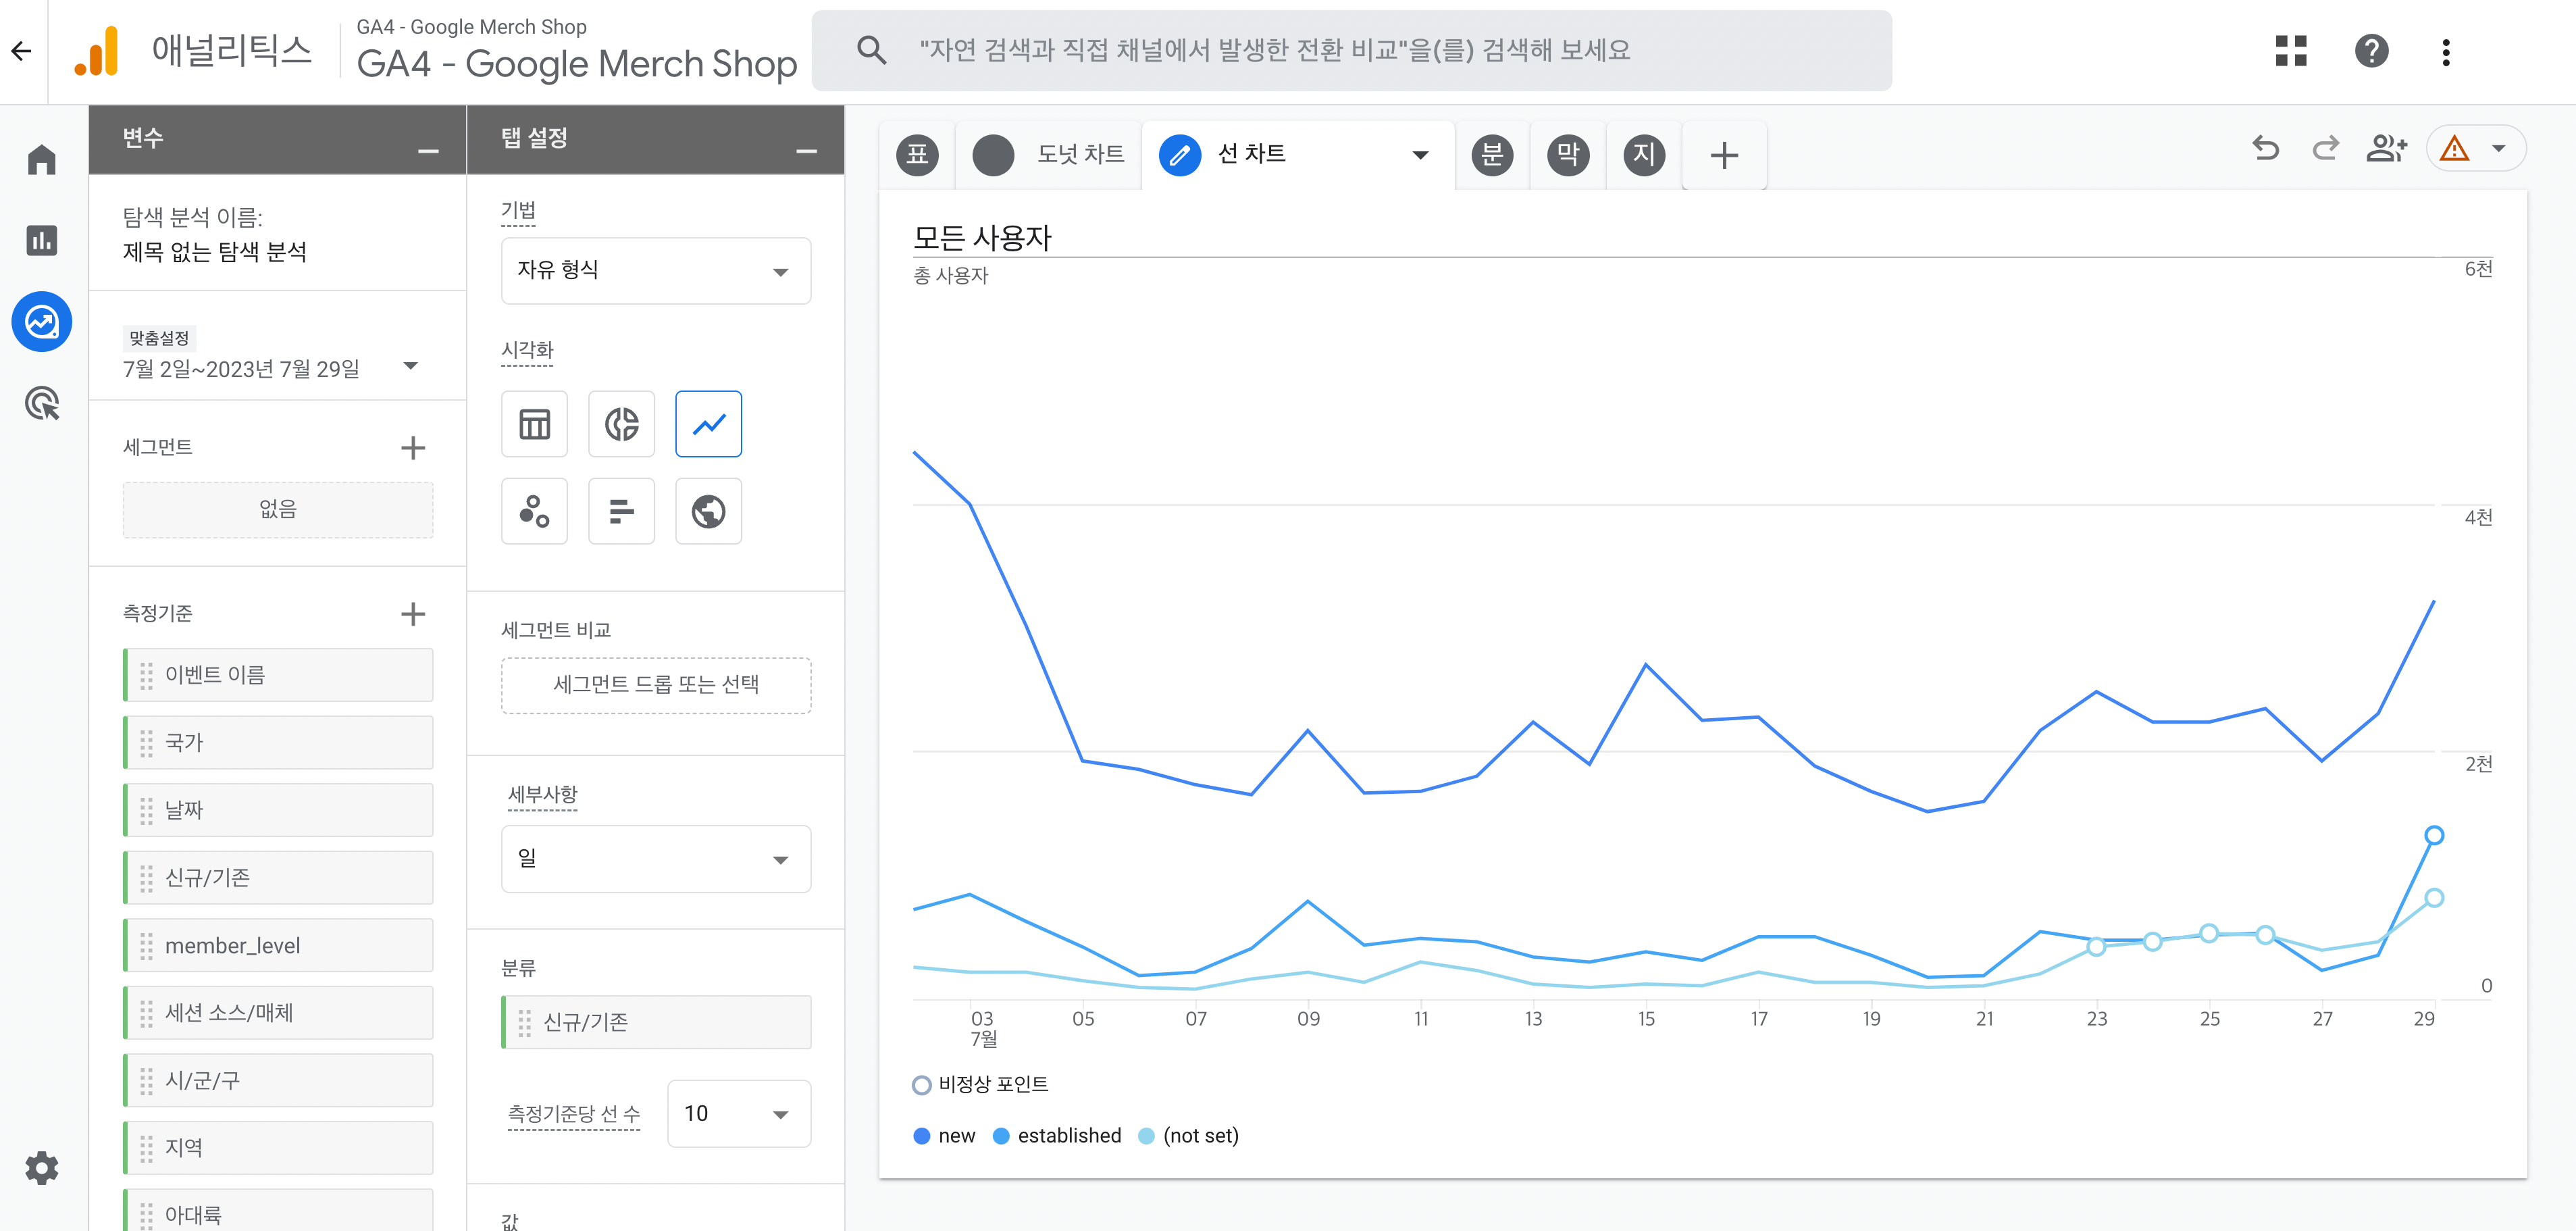 애널리틱스
GA4 - Google Merch Shop
GA4 - Google Merch Shop
"자연 검색과 직접 채널에서 발생한 전환 비교"을(를) 검색해 보세요
변수
탐색 분석 이름:
제목 없는 탐색 분석
맞춤설정
7월 2일~2023년 7월 29일
세그먼트
없음
측정기준
이벤트 이름
국가
날짜
신규/기존
member_level
세션 소스/매체
시/군/구
지역
아대륙
탭 설정
기법
자유 형식
시각화
세그먼트 비교
세그먼트 드롭 또는 선택
세부사항
일
분류
신규/기존
측정기준당 선 수
10
값
표
도넛 차트
선 차트
분
막
지
모든 사용자
총 사용자
6천
4천
2천
0
03 05 07 09 11 13 15 17 19 21 23 25 27 29
7월
비정상 포인트
new established (not set)